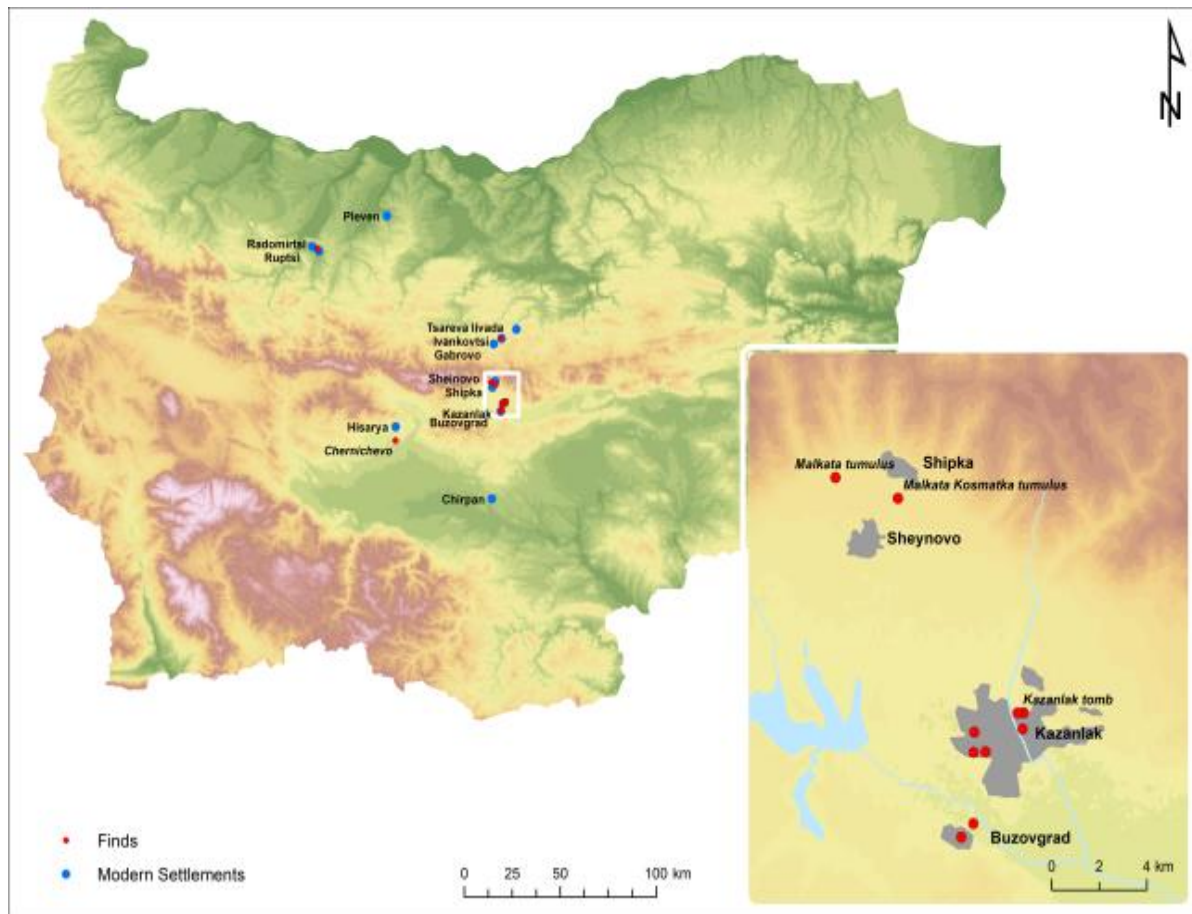 N
Pleven
Radomirtsi
Ruptsi
Tsareva livada
Ivankovtsi
Gabrovo
Sheinovo
Shipka
Kazanlak
Buzovgrad
Hisarya
Chernichevo
Chirpan
Malkata tumulus
Shipka
Malkata Kosmatka tumulus
Sheynovo
Kazanlak tomb
Kazanlak
Buzovgrad
0 2 4 km
Finds
Modern Settlements
0 25 50 100 km